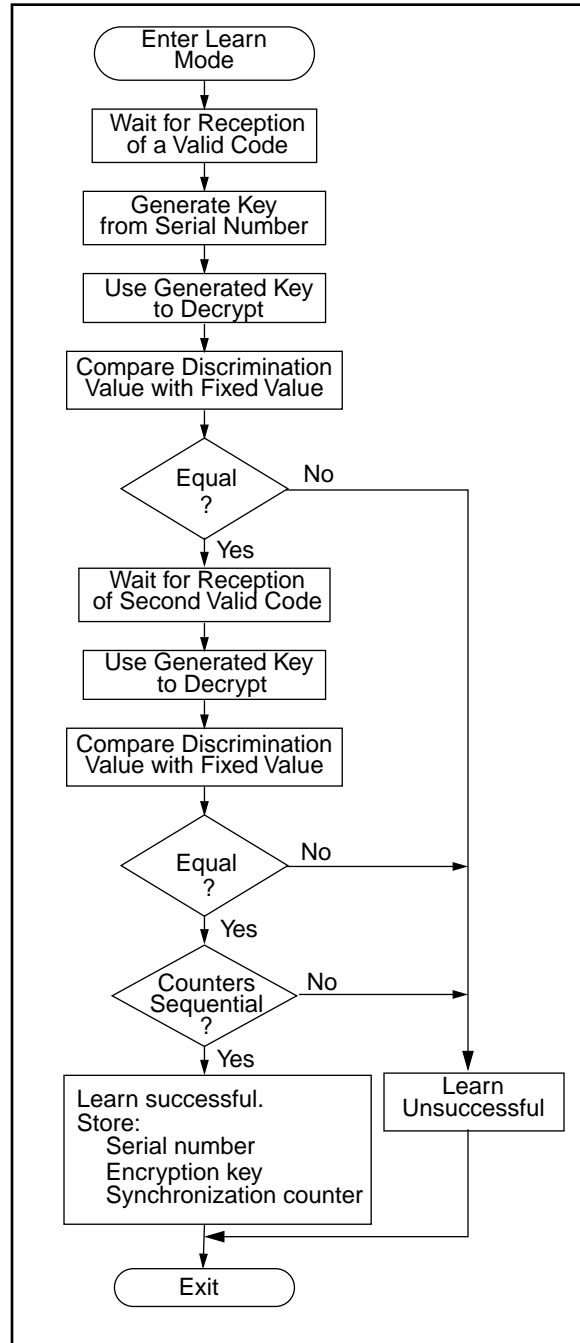 Enter Learn
Mode
Wait for Reception
of a Valid Code
Generate Key
from Serial Number
Use Generated Key
to Decrypt
Compare Discrimination
Value with Fixed Value
Equal
?
No
Yes
Wait for Reception
of Second Valid Code
Use Generated Key
to Decrypt
Compare Discrimination
Value with Fixed Value
Equal
?
No
Yes
Counters
Sequential
?
No
Yes
Learn successful.
Store:
Serial number
Encryption key
Synchronization counter
Learn
Unsuccessful
Exit